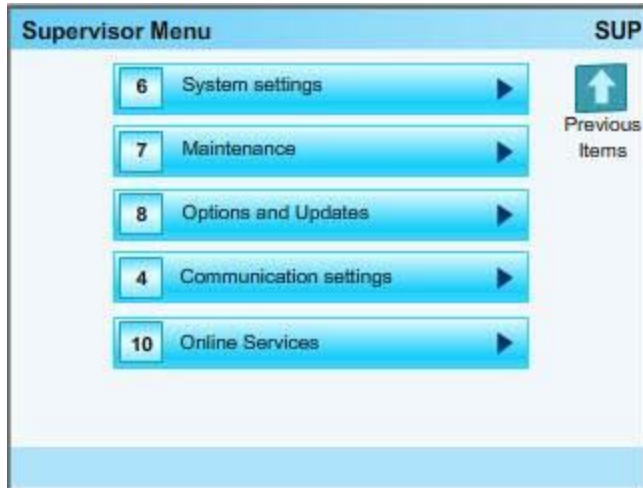 Supervisor Menu SUP
6 System settings
Previous
Items
7 Maintenance
8 Options and Updates
4 Communication settings
10 Online Services